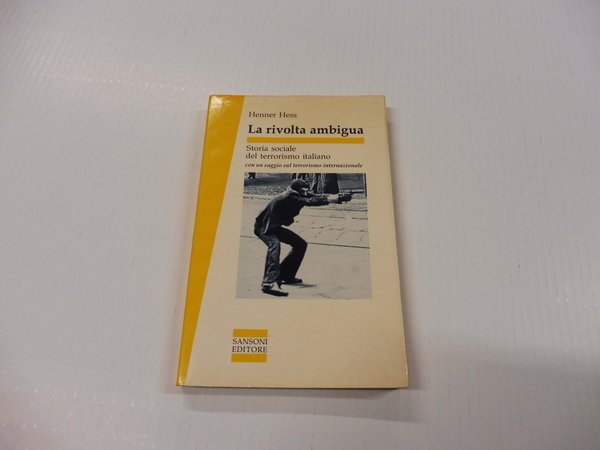 Henner Hess
La rivolta ambigua
Storia sociale
del terrorismo italiano
con un saggio sul terrorismo internazionale
SANSONI
EDITORE